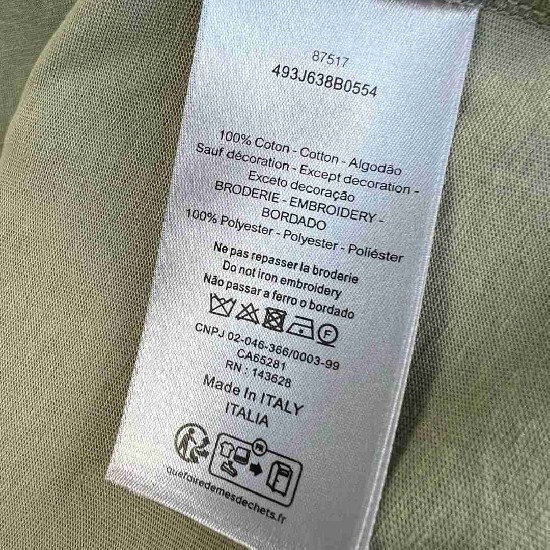 87517
493J638B0554
100% Coton - Cotton - Algodão
Sauf décoration - Except decoration -
Exceto decoração
BRODERIE - EMBROIDERY -
BORDADO
100% Polyester - Polyester - Poliéster
Ne pas repasser la broderie
Do not iron embroidery
Não passar a ferro o bordado
F
CNPJ 02-046-366/0003-99
CA65281
RN : 143628
Made In ITALY
ITALIA
FR
quefairedemesdechets.fr